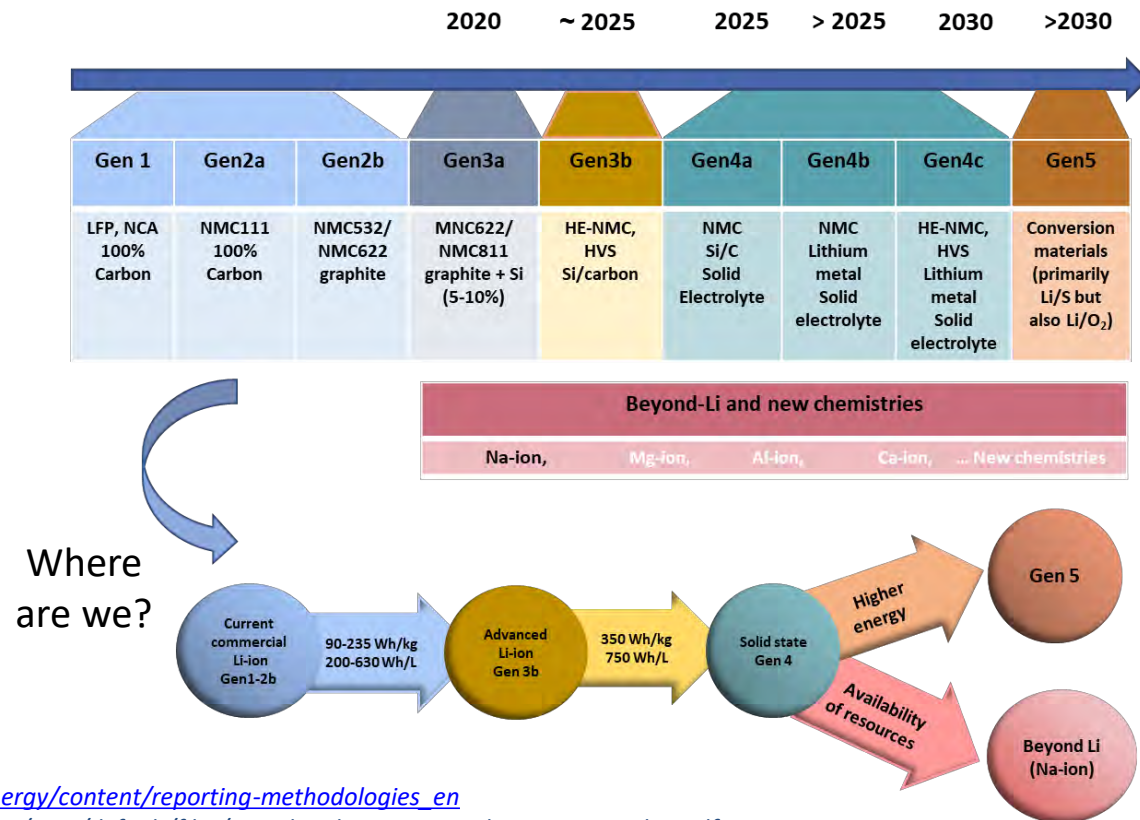 2020 ~ 2025 2025 > 2025 2030 >2030
Gen 1 Gen2a Gen2b Gen3a Gen3b Gen4a Gen4b Gen4c Gen5
LFP, NCA
100%
Carbon
NMC111
100%
Carbon
NMC532/
NMC622
graphite
MNC622/
NMC811
graphite + Si
(5-10%)
HE-NMC,
HVS
Si/carbon
NMC
Si/C
Solid
Electrolyte
NMC
Lithium
metal
Solid
electrolyte
HE-NMC,
HVS
Lithium
metal
Solid
electrolyte
Conversion
materials
(primarily
Li/S but
also Li/O₂)
Beyond-Li and new chemistries
Na-ion, Mg-ion, Al-ion, Ca-ion, ... New chemistries
Where
are we?
Current
commercial
Li-ion
Gen1-2b
90-235 Wh/kg
200-630 Wh/L
Advanced
Li-ion
Gen 3b
350 Wh/kg
750 Wh/L
Solid state
Gen 4
Higher
energy
Gen 5
Availability
of resources
Beyond Li
(Na-ion)
ergy/content/reporting-methodologies_en